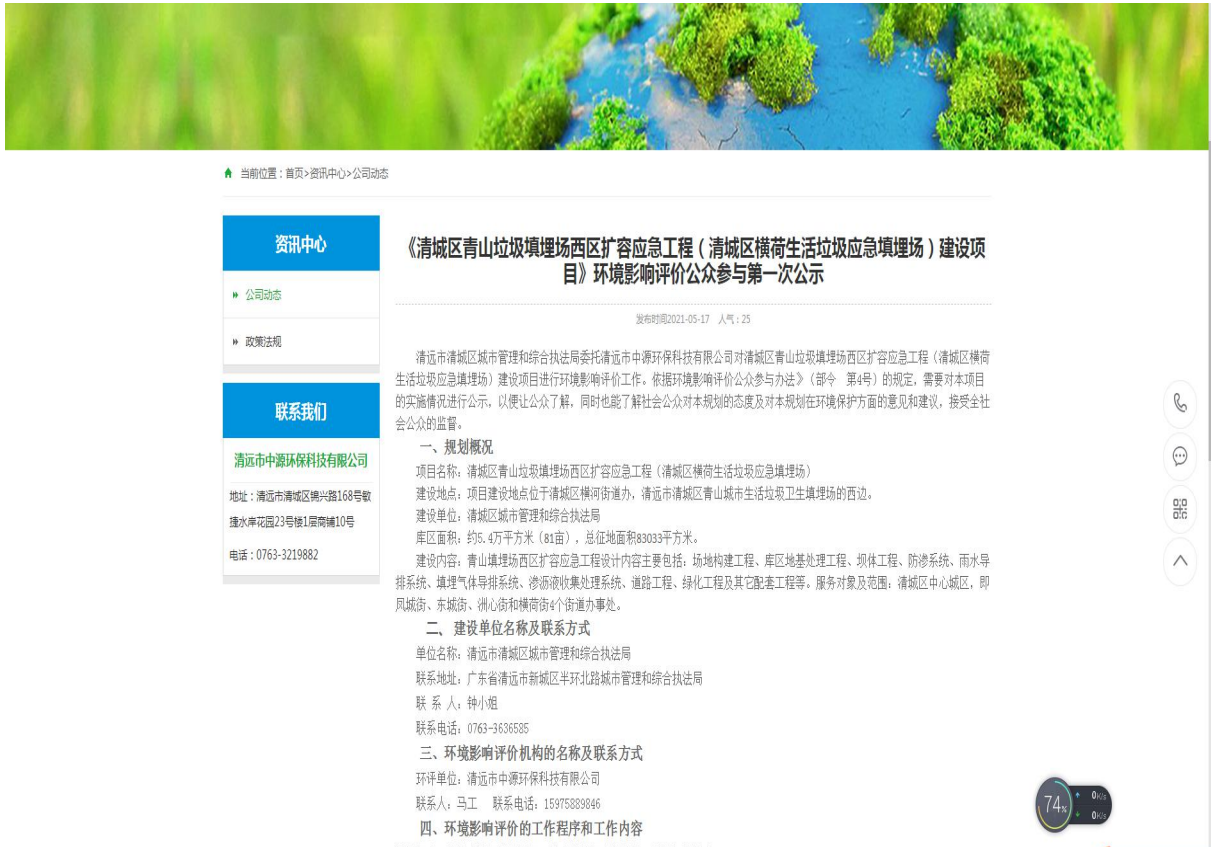 当前位置：首页>资讯中心>公司动态
资讯中心
公司动态
政策法规
联系我们
清远市中源环保科技有限公司
地址：清远市清城区锦兴路168号敏
捷水岸花园23号楼1层商铺10号
电话：0763-3219882
《清城区青山垃圾填埋场西区扩容应急工程（清城区横荷生活垃圾应急填埋场）建设项
目》环境影响评价公众参与第一次公示
发布时间2021-05-17 人气：25
清远市清城区城市管理和综合执法局委托清远市中源环保科技有限公司对清城区青山垃圾填埋场西区扩容应急工程（清城区横荷
生活垃圾应急填埋场）建设项目进行环境影响评价工作。依据环境影响评价公众参与办法》（部令 第4号）的规定，需要对本项目
的实施情况进行公示，以便让公众了解，同时也能了解社会公众对本规划的态度及对本规划在环境保护方面的意见和建议，接受全社
会公众的监督。
一、规划概况
项目名称：清城区青山垃圾填埋场西区扩容应急工程（清城区横荷生活垃圾应急填埋场）
建设地点：项目建设地点位于清城区横河街道办，清远市清城区青山城市生活垃圾卫生填埋场的西边。
建设单位：清城区城市管理和综合执法局
库区面积：约5.4万平方米（81亩），总征地面积83033平方米。
建设内容：青山填埋场西区扩容应急工程设计内容主要包括：场地构建工程、库区地基处理工程、坝体工程、防渗系统、雨水导
排系统、填埋气体导排系统、渗沥液收集处理系统、道路工程、绿化工程及其它配套工程等。服务对象及范围：清城区中心城区，即
凤城街、东城街、洲心街和横荷街4个街道办事处。
二、 建设单位名称及联系方式
单位名称：清远市清城区城市管理和综合执法局
联系地址：广东省清远市新城区半环北路城市管理和综合执法局
联 系 人：钟小姐
联系电话：0763-3636585
三、环境影响评价机构的名称及联系方式
环评单位：清远市中源环保科技有限公司
联系人：马工 联系电话：15975889846
四、环境影响评价的工作程序和工作内容
74%
0K/s
0K/s